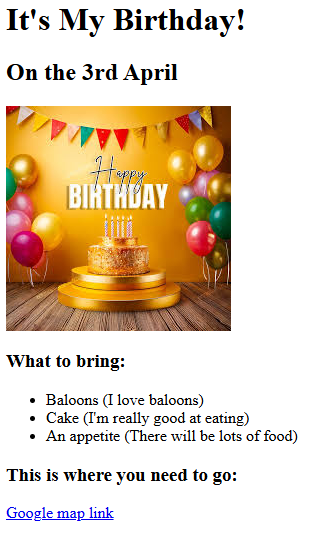 It's My Birthday!
On the 3rd April
Happy
BIRTHDAY
What to bring:
Baloons (I love baloons)
Cake (I'm really good at eating)
An appetite (There will be lots of food)
This is where you need to go:
Google map link